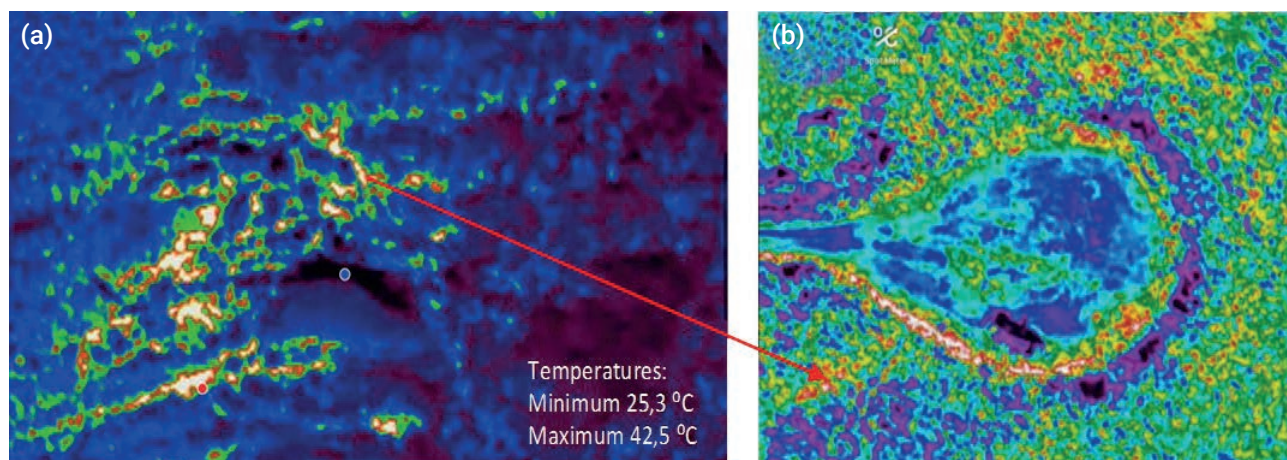 (a)
Temperatures:
Minimum 25,3 ⁰C
Maximum 42,5 ⁰C
(b)